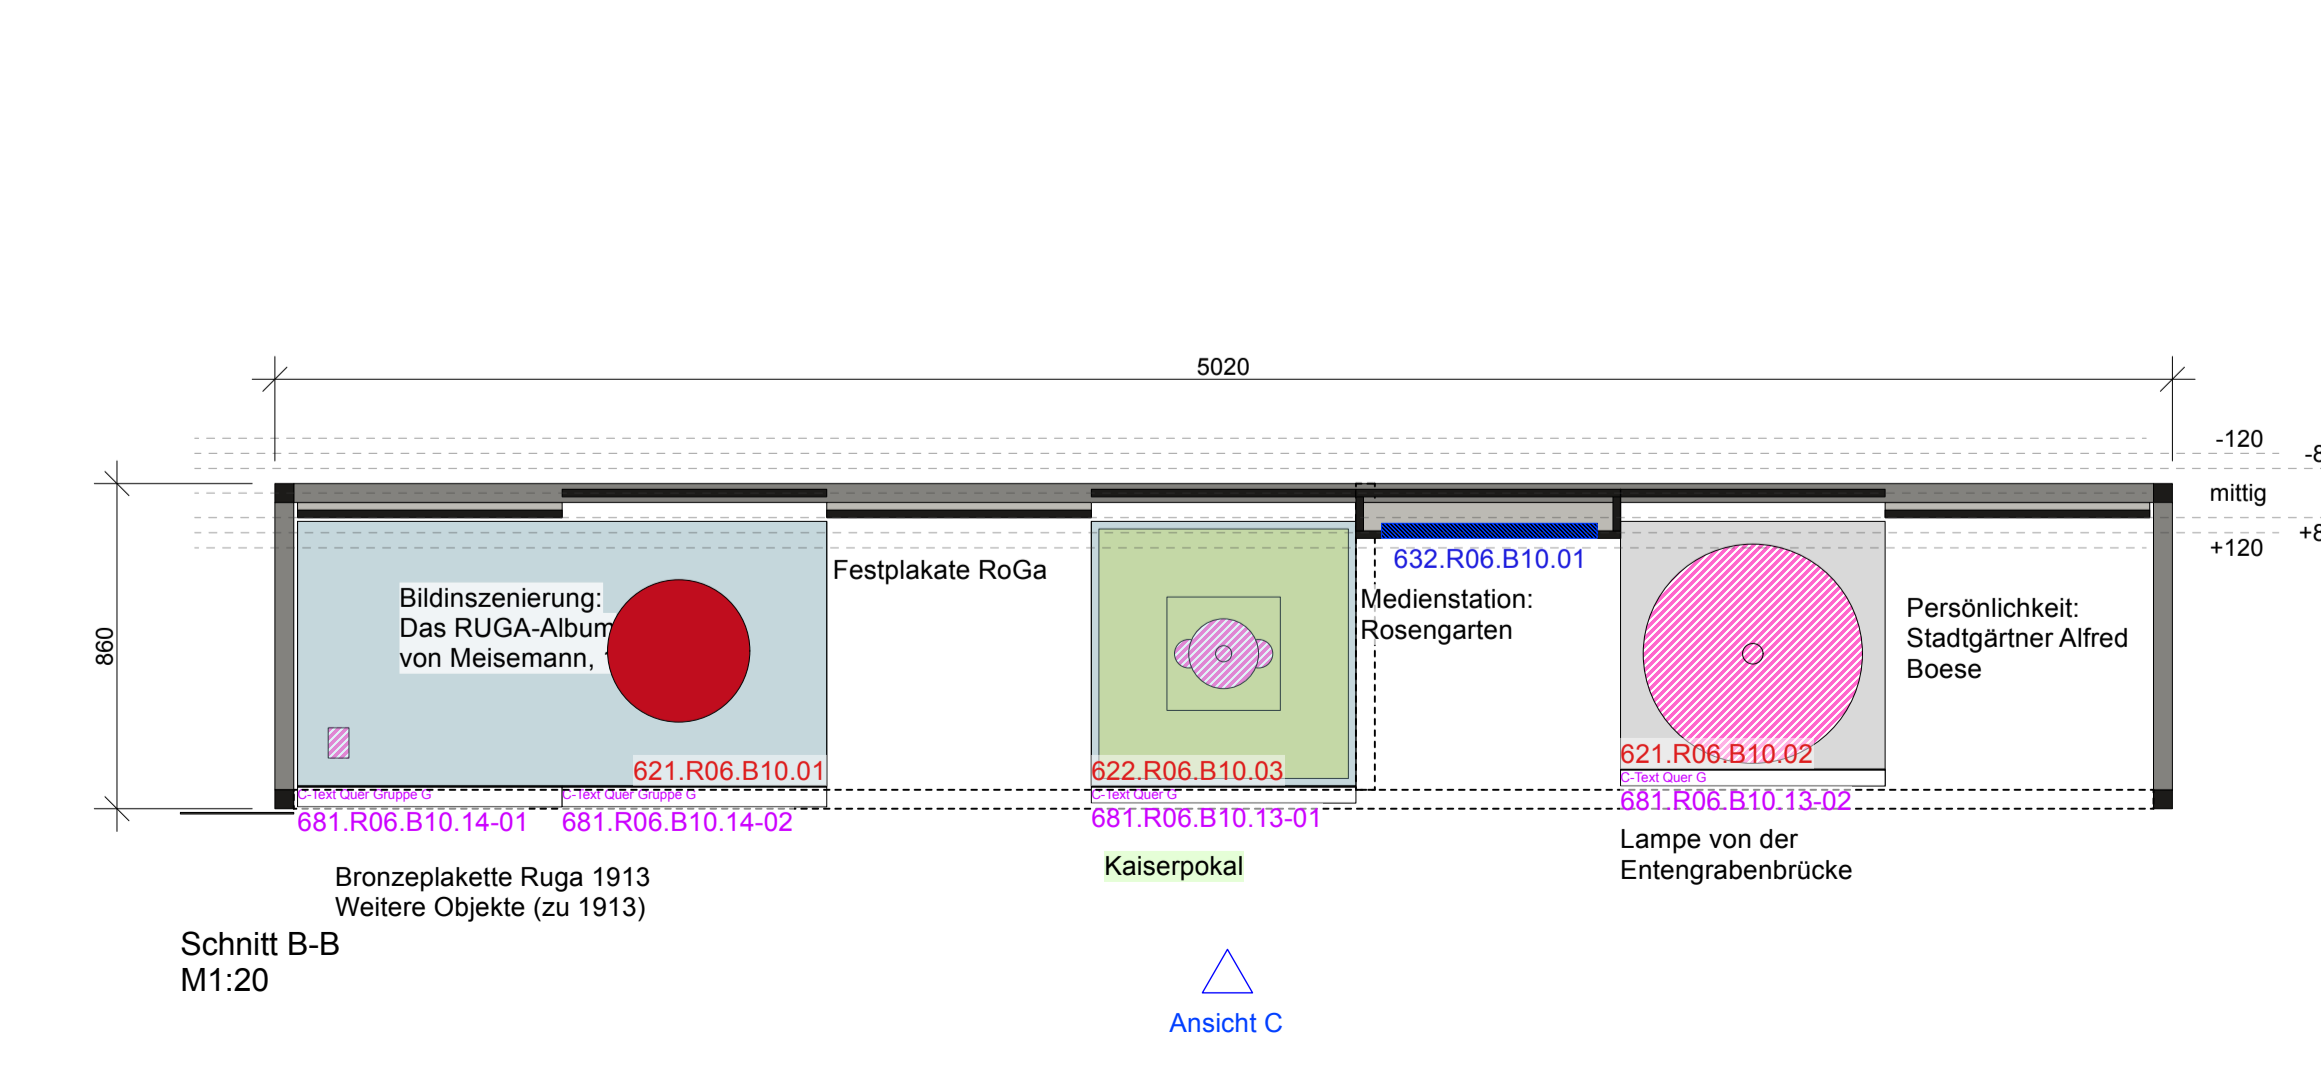 5020
-120
-8
mittig
+8
+120
860
632.R06.B10.01
Festplakate RoGa
Bildinszenierung:
Das RUGA-Album
von Meisemann,
Medienstation:
Rosengarten
Persönlichkeit:
Stadtgärtner Alfred
Boese
621.R06.B10.01
622.R06.B10.03
621.R06.B10.02
C-Text Quer Gruppe G
C-Text Quer Gruppe G
C-Text Quer G
C-Text Quer G
681.R06.B10.14-01
681.R06.B10.14-02
681.R06.B10.13-01
681.R06.B10.13-02
Lampe von der
Entengrabenbrücke
Kaiserpokal
Bronzeplakette Ruga 1913
Weitere Objekte (zu 1913)
Schnitt B-B
M1:20
Ansicht C